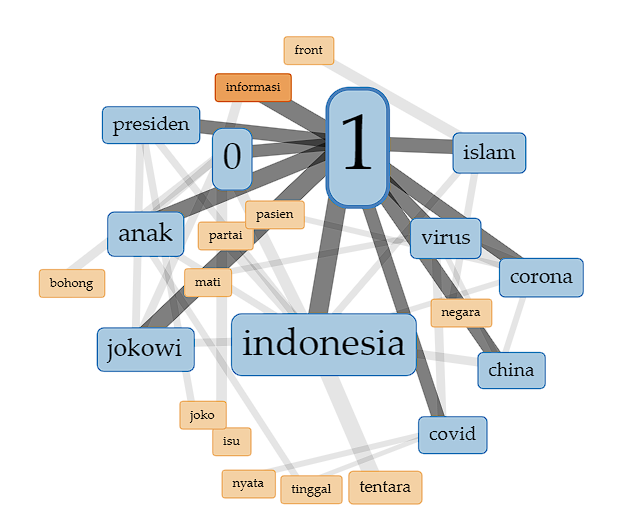 front
informasi
1
presiden
0
islam
pasien
anak
partai
virus
bohong
mati
corona
negara
jokowi
indonesia
china
joko
isu
covid
nyata
tinggal
tentara